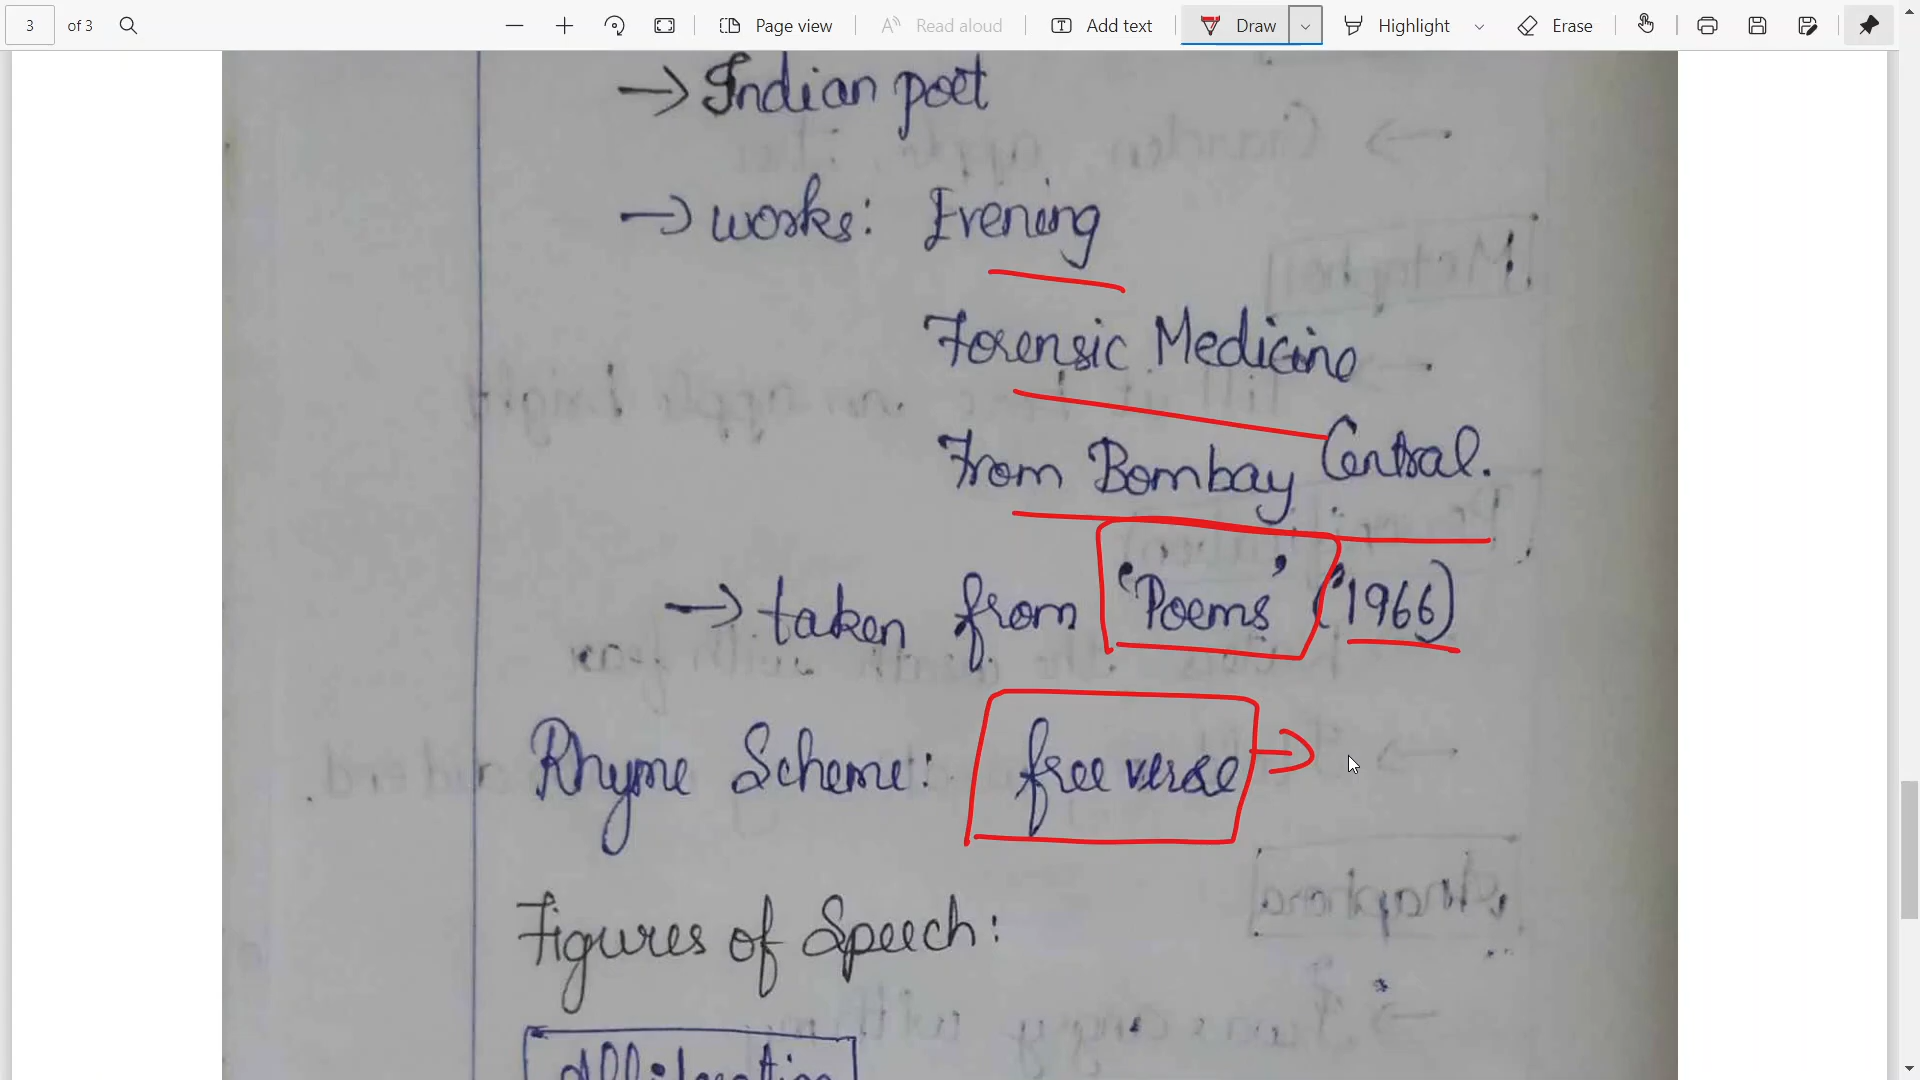 3 of 3 Page view Read aloud Add text Draw Highlight Erase
→ Indian poet
→ works: Evening
Forensic Medicine
From Bombay Central.
→ taken from 'Poems' (1966)
Rhyme Scheme: free verse
Figures of Speech:
Alliteration